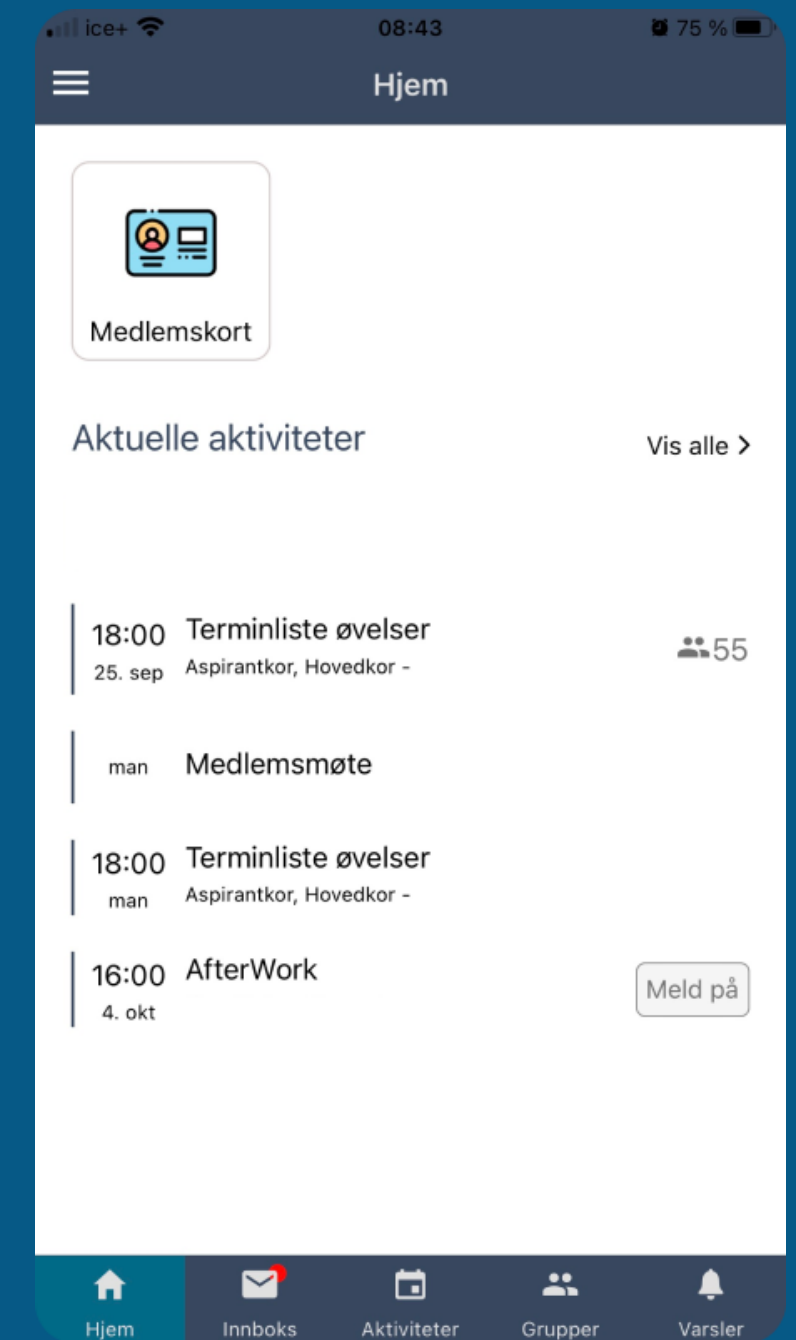 ice+ 08:43 75 %
Hjem
Medlemskort
Aktuelle aktiviteter Vis alle >
18:00 Terminliste øvelser 55
25. sep Aspirantkor, Hovedkor -
man Medlemsmøte
18:00 Terminliste øvelser
man Aspirantkor, Hovedkor -
16:00 AfterWork Meld på
4. okt
Hjem Innboks Aktiviteter Grupper Varsler